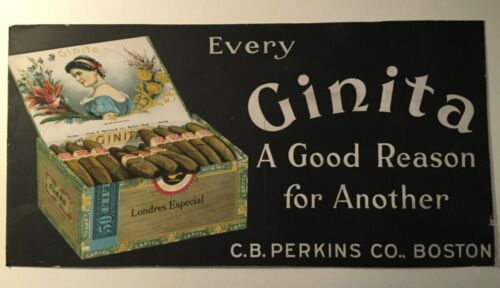 Every
Ginita
A Good Reason
for Another
C.B. PERKINS CO., BOSTON
Ginita
GINITA
Londres Especial
50